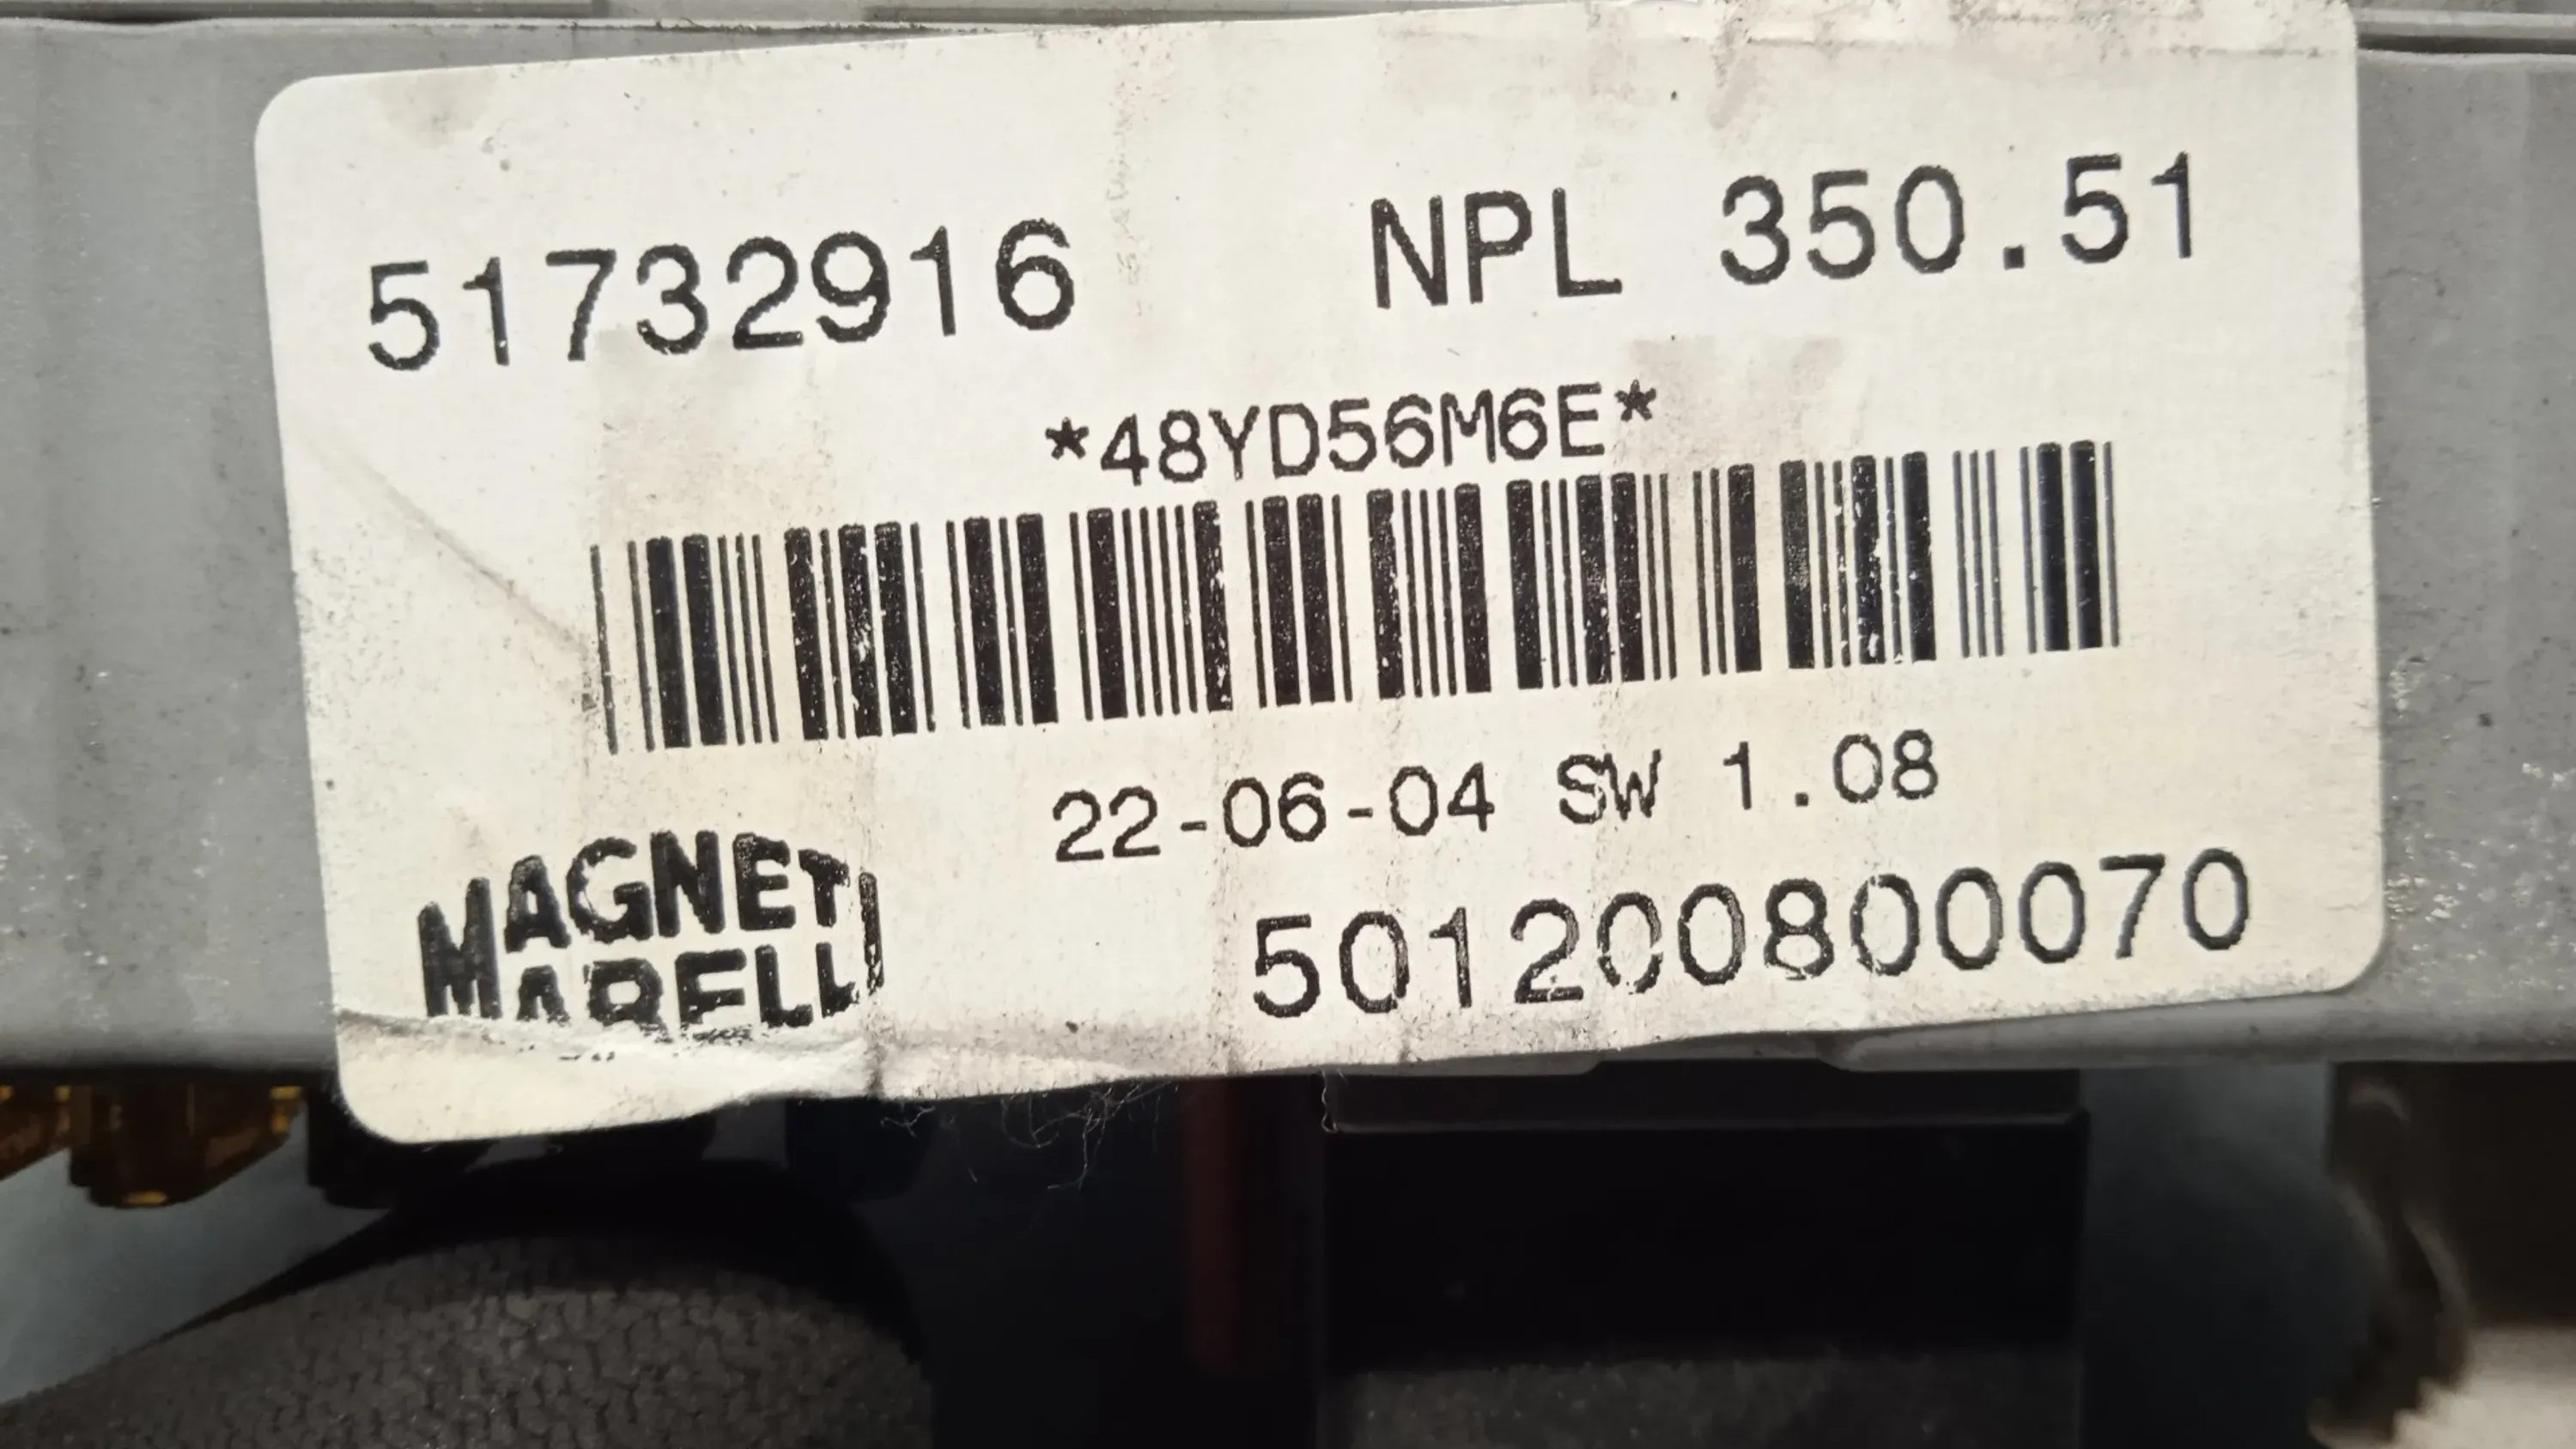 51732916 NPL 350.51
*48YD56M6E*
22-06-04 SW 1.08
MAGNETI
MARELLI
501200800070